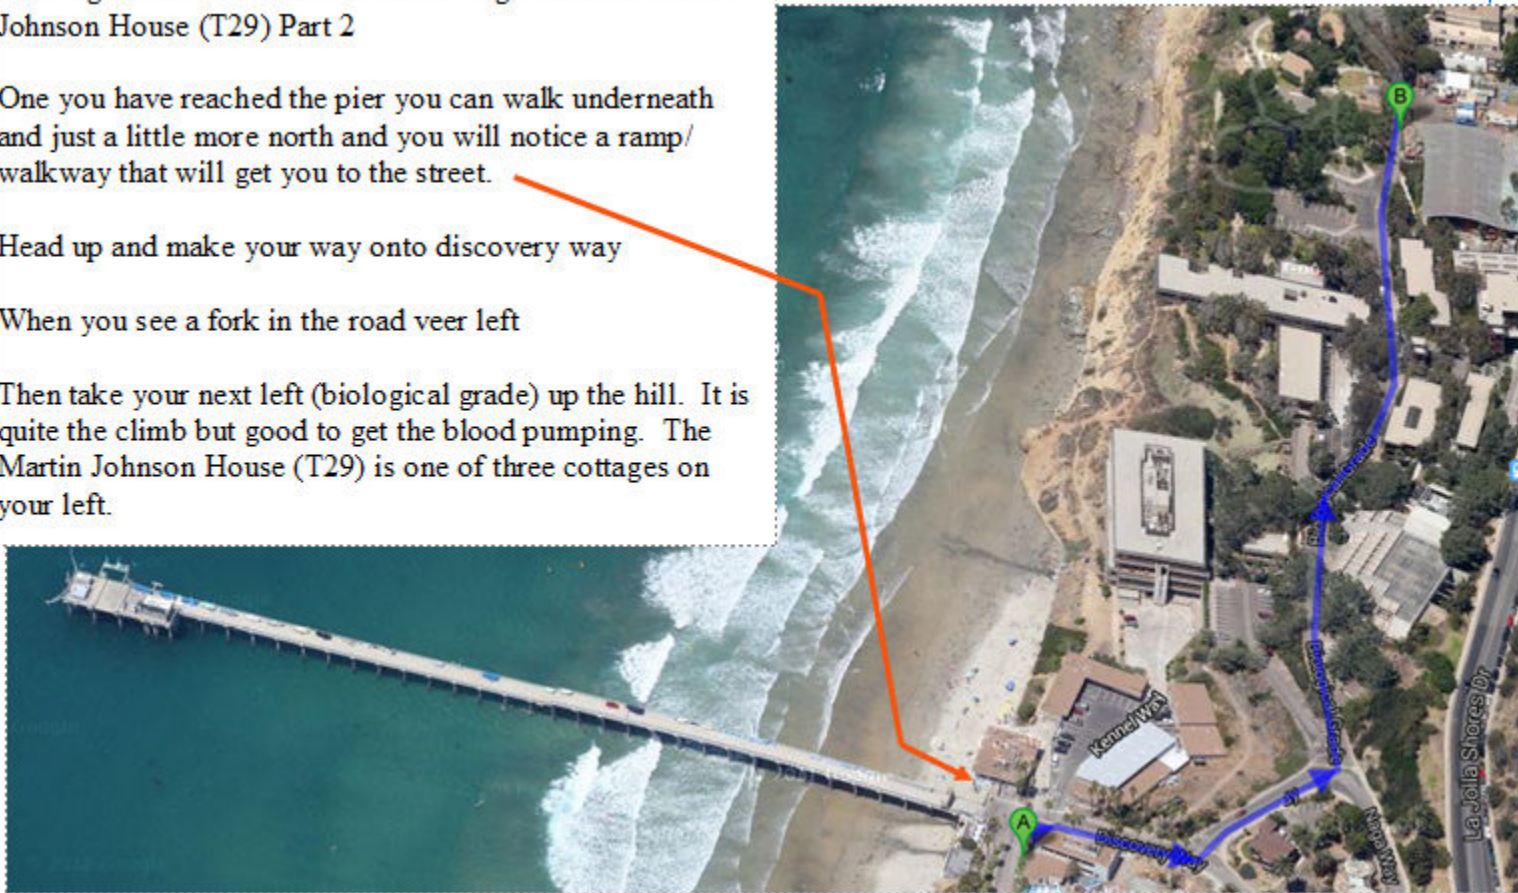 Johnson House (T29) Part 2
One you have reached the pier you can walk underneath
and just a little more north and you will notice a ramp/
walkway that will get you to the street.
Head up and make your way onto discovery way
When you see a fork in the road veer left
Then take your next left (biological grade) up the hill. It is
quite the climb but good to get the blood pumping. The
Martin Johnson House (T29) is one of three cottages on
your left.
B
Grade
Kennel Way
La Jolla Shores Dr
A
Discovery Way
Naga Way